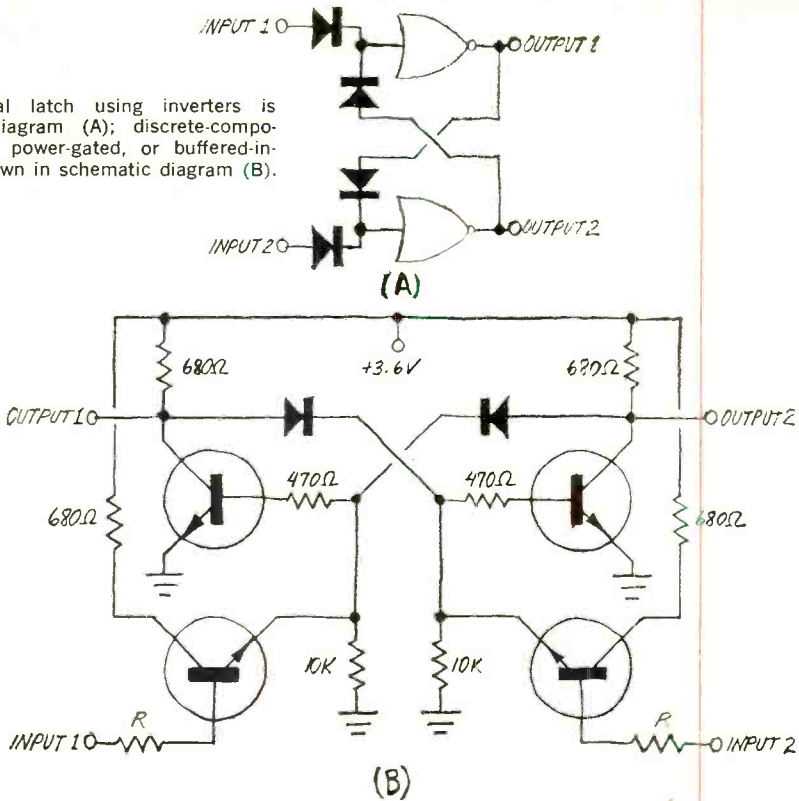 INPUT 1
OUTPUT 1
al latch using inverters is
iagram (A); discrete-compo-
power-gated, or buffered-in-
wn in schematic diagram (B).
INPUT 2
OUTPUT 2
(A)
680Ω
+3.6V
680Ω
OUTPUT 1
OUTPUT 2
470Ω
470Ω
680Ω
680Ω
10K
10K
R
R
INPUT 1
INPUT 2
(B)